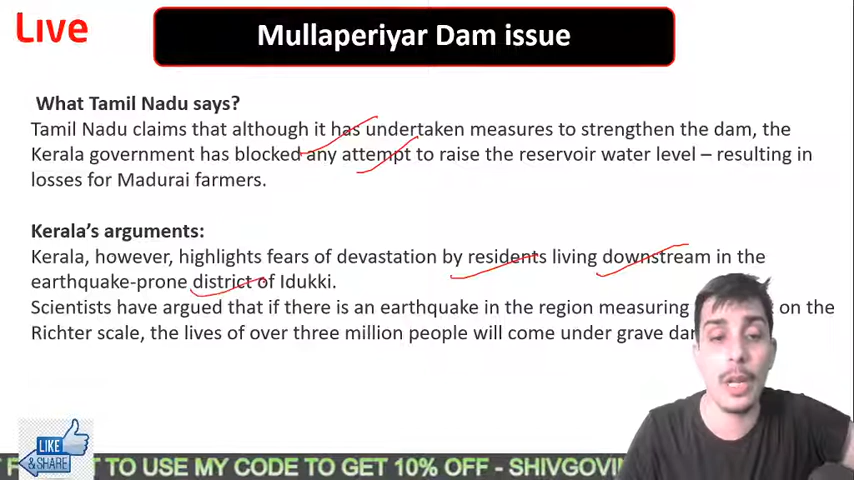 Live
Mullaperiyar Dam issue
What Tamil Nadu says?
Tamil Nadu claims that although it has undertaken measures to strengthen the dam, the
Kerala government has blocked any attempt to raise the reservoir water level – resulting in
losses for Madurai farmers.
Kerala's arguments:
Kerala, however, highlights fears of devastation by residents living downstream in the
earthquake-prone district of Idukki.
Scientists have argued that if there is an earthquake in the region measuring on the
Richter scale, the lives of over three million people will come under grave
LIKE
& SHARE
TO USE MY CODE TO GET 10% OFF - SHIVGOVI